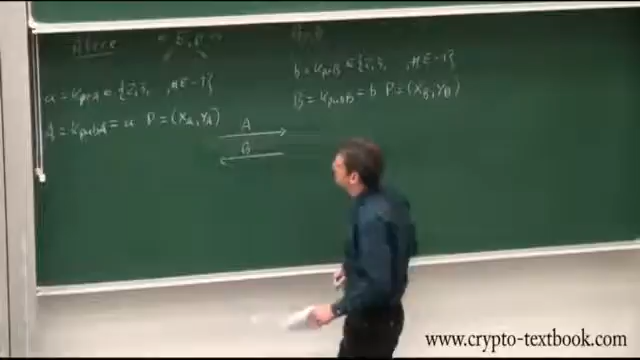 Alice
Bob
a = k_prA ∈ {2,3, , #E-1}
A = k_pubA = a P = (x_A, y_A)
b = k_prB ∈ {2,3, , #E-1}
B = k_pubB = b P = (x_B, y_B)
A
B
www.crypto-textbook.com